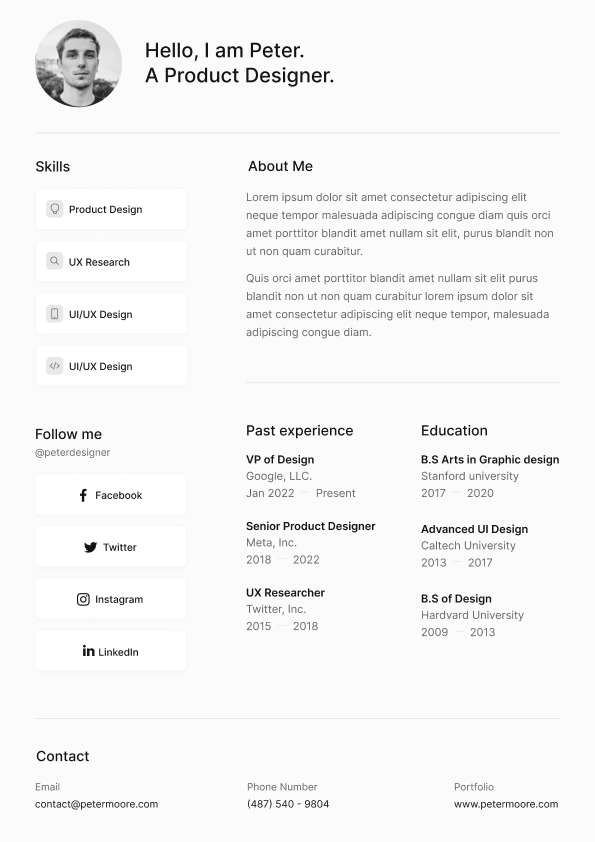 Hello, I am Peter.
A Product Designer.
Skills
Product Design
UX Research
UI/UX Design
UI/UX Design
About Me
Lorem ipsum dolor sit amet consectetur adipiscing elit
neque tempor malesuada adipiscing congue diam quis orci
amet porttitor blandit amet nullam sit elit, purus blandit non
ut non quam curabitur.
Quis orci amet porttitor blandit amet nullam sit elit purus
blandit non ut non quam curabitur lorem ipsum dolor sit
amet consectetur adipiscing elit neque tempor, malesuada
adipiscing congue diam.
Follow me
@peterdesigner
Facebook
Twitter
Instagram
LinkedIn
Past experience
VP of Design
Google, LLC.
Jan 2022 — Present
Senior Product Designer
Meta, Inc.
2018 — 2022
UX Researcher
Twitter, Inc.
2015 — 2018
Education
B.S Arts in Graphic design
Stanford university
2017 — 2020
Advanced UI Design
Caltech University
2013 — 2017
B.S of Design
Hardvard University
2009 — 2013
Contact
Email
contact@petermoore.com
Phone Number
(487) 540 - 9804
Portfolio
www.petermoore.com